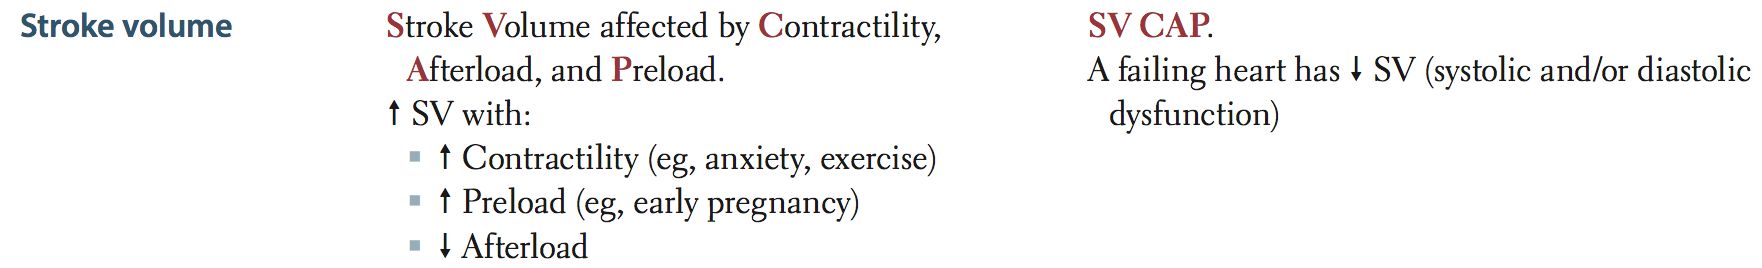 Stroke volume
Stroke Volume affected by Contractility,
Afterload, and Preload.
↑ SV with:
▪ ↑ Contractility (eg, anxiety, exercise)
▪ ↑ Preload (eg, early pregnancy)
▪ ↓ Afterload
SV CAP.
A failing heart has ↓ SV (systolic and/or diastolic
dysfunction)